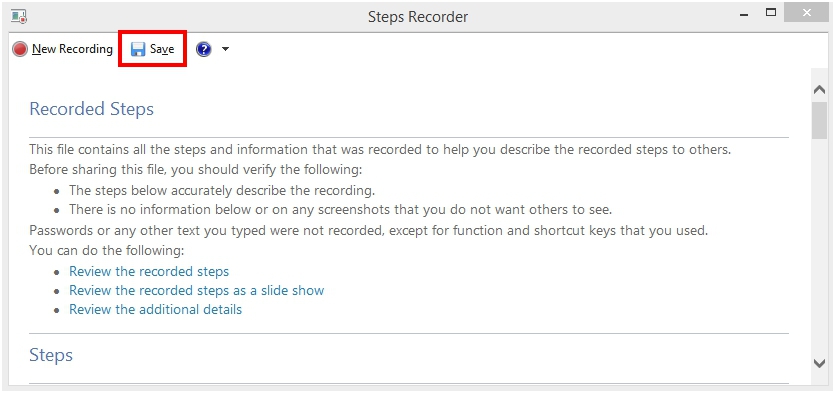 Steps Recorder
New Recording Save ?
Recorded Steps
This file contains all the steps and information that was recorded to help you describe the recorded steps to others.
Before sharing this file, you should verify the following:
• The steps below accurately describe the recording.
• There is no information below or on any screenshots that you do not want others to see.
Passwords or any other text you typed were not recorded, except for function and shortcut keys that you used.
You can do the following:
• Review the recorded steps
• Review the recorded steps as a slide show
• Review the additional details
Steps